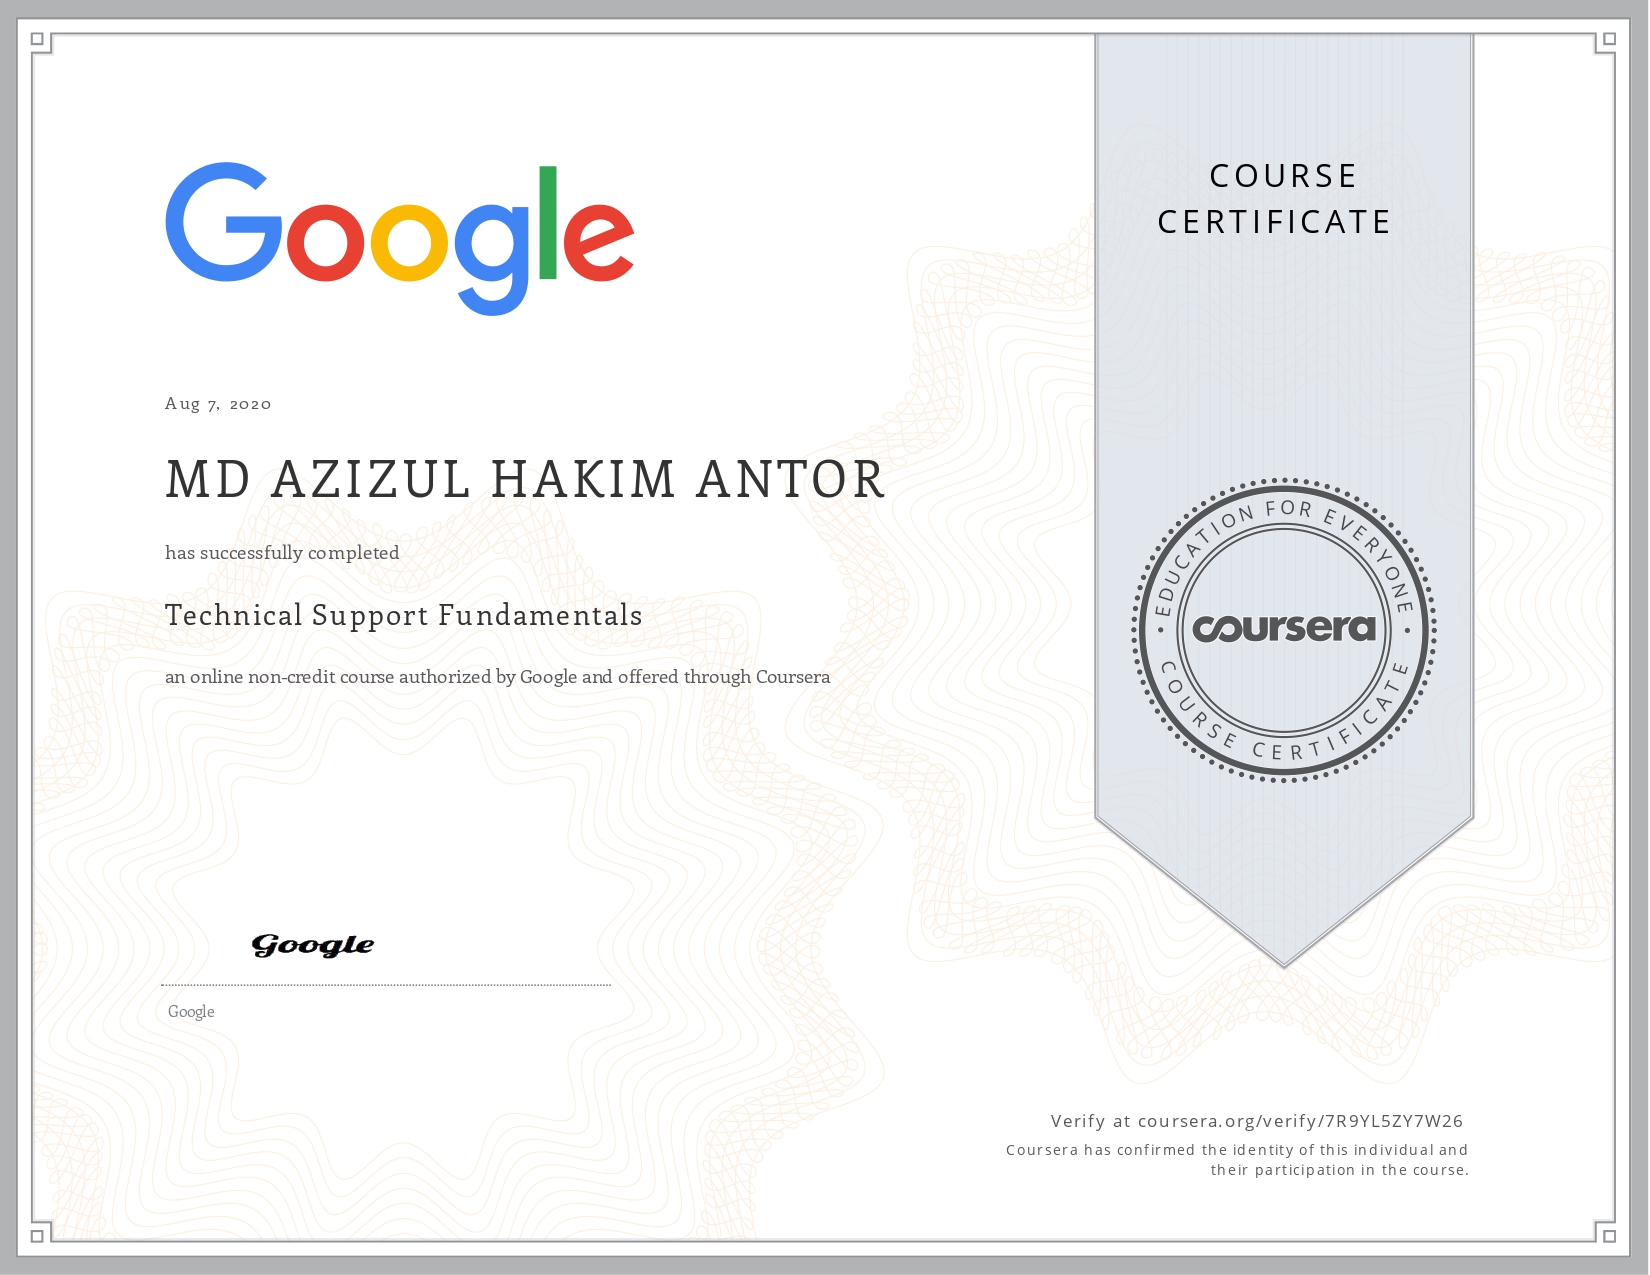 Google
COURSE
CERTIFICATE
Aug 7, 2020
MD AZIZUL HAKIM ANTOR
has successfully completed
Technical Support Fundamentals
an online non-credit course authorized by Google and offered through Coursera
EDUCATION FOR EVERYONE
coursera
COURSE CERTIFICATE
Google
Google
Verify at coursera.org/verify/7R9YL5ZY7W26
Coursera has confirmed the identity of this individual and
their participation in the course.